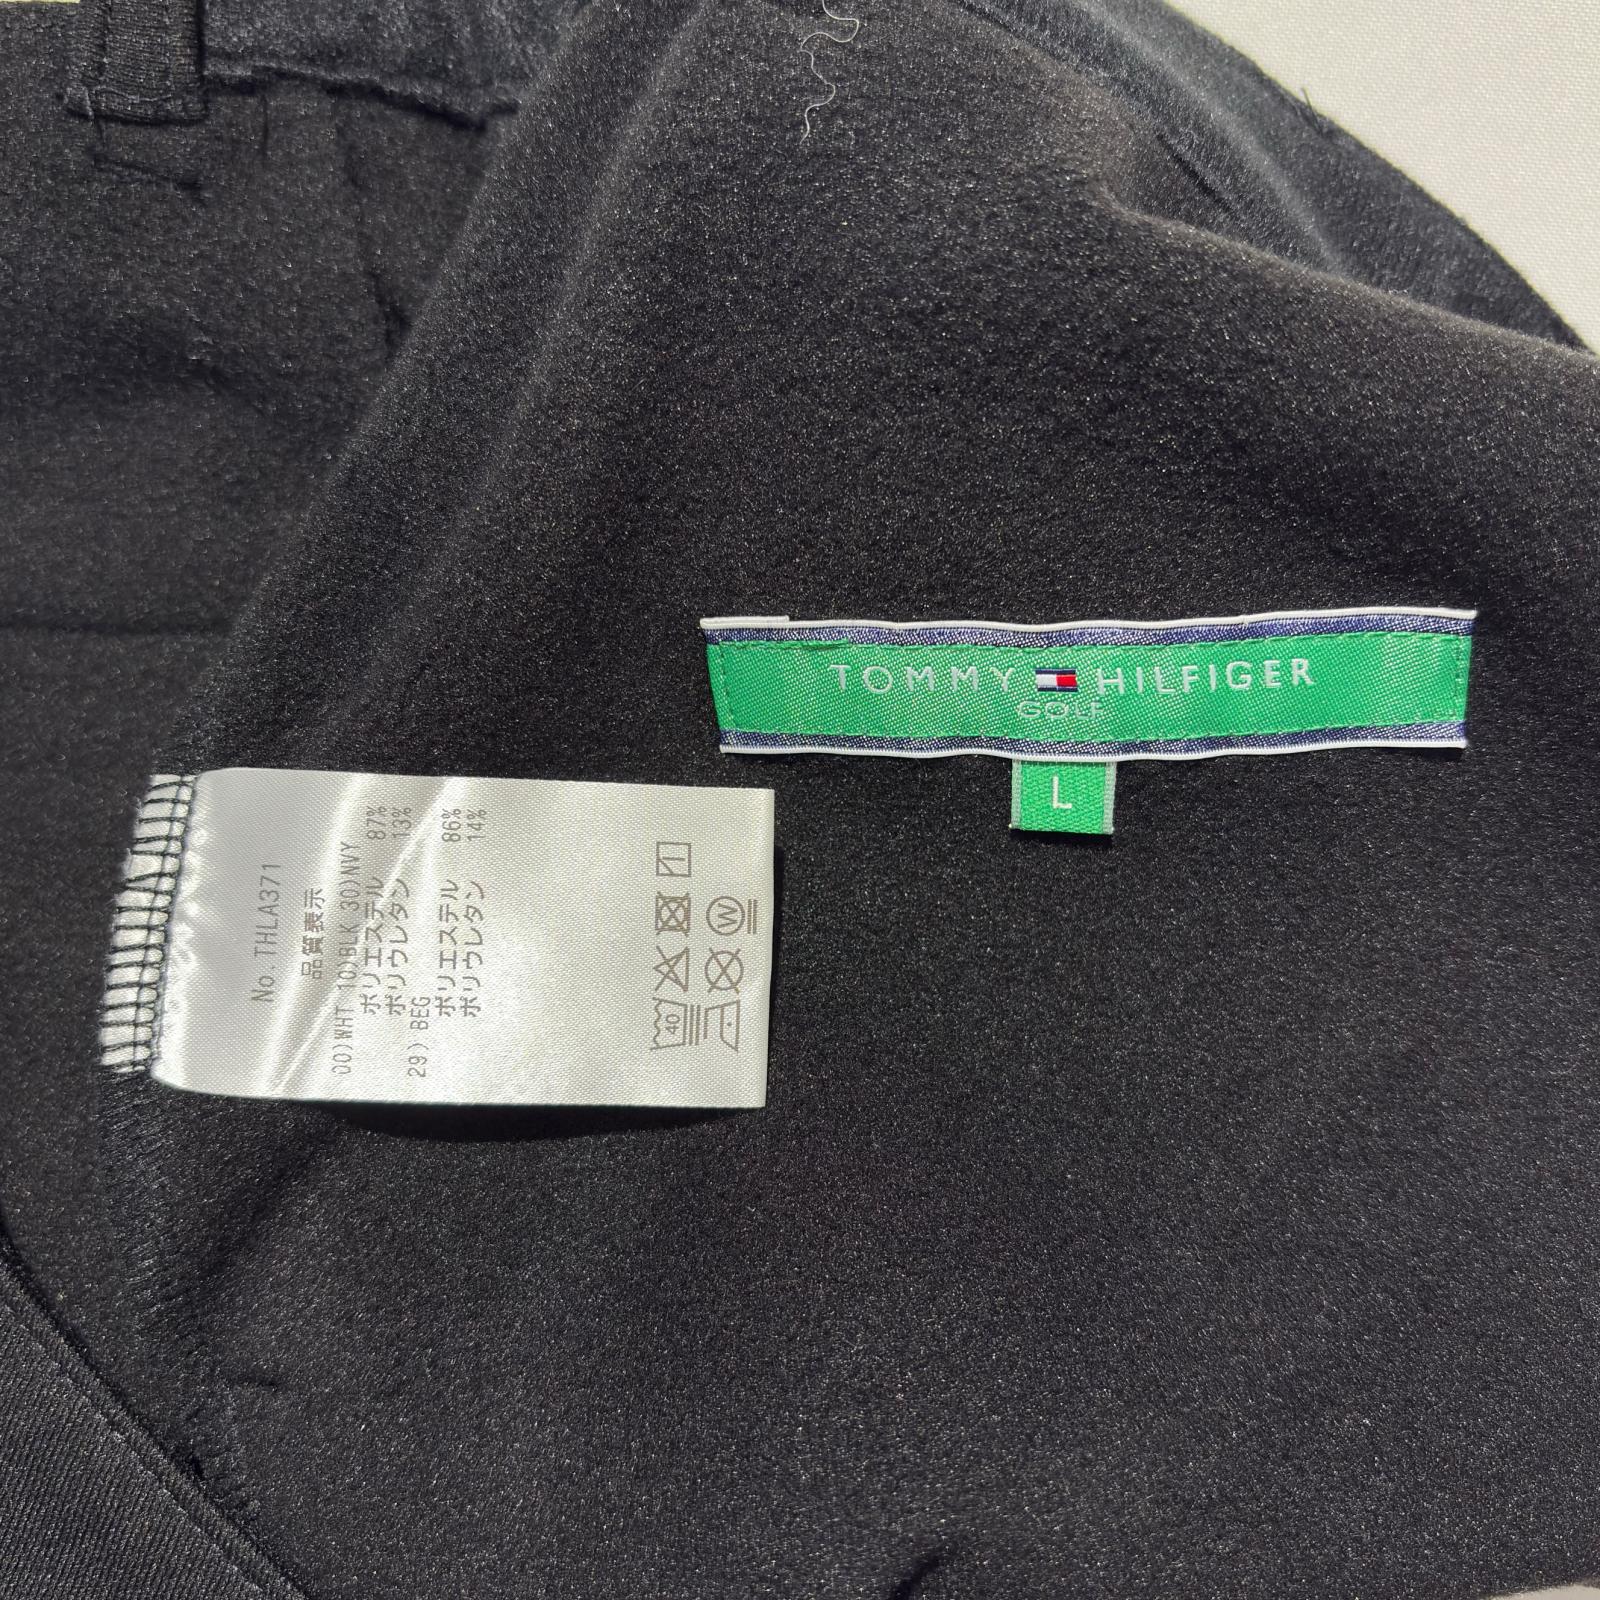 TOMMY HILFIGER
GOLF
L
No.THLA371
品質表示
00)WHT 10)BLK 30)NVY
ポリエステル 87%
ポリウレタン 13%
29)BEG
ポリエステル 86%
ポリウレタン 14%
40
W